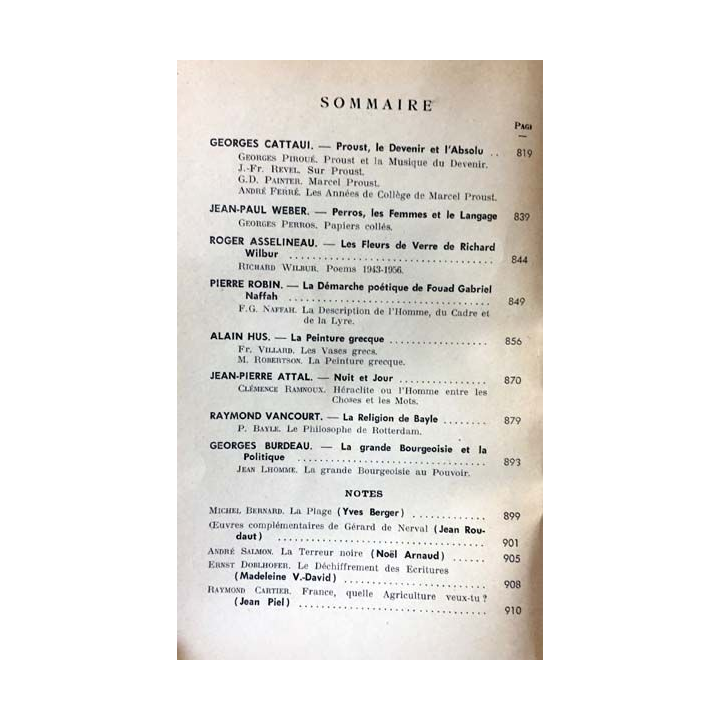 SOMMAIRE
PAGE
GEORGES CATTAUI. — Proust, le Devenir et l'Absolu .. 819
GEORGES PIROUÉ. Proust et la Musique du Devenir.
J.-FR. REVEL. Sur Proust.
G.D. PAINTER. Marcel Proust.
ANDRÉ FERRÉ. Les Années de Collège de Marcel Proust.
JEAN-PAUL WEBER. — Perros, les Femmes et le Langage 839
GEORGES PERROS. Papiers collés.
ROGER ASSELINEAU. — Les Fleurs de Verre de Richard
Wilbur .................................... 844
RICHARD WILBUR. Poems 1943-1956.
PIERRE ROBIN. — La Démarche poétique de Fouad Gabriel
Naffah .................................... 849
F.G. NAFFAH. La Description de l'Homme, du Cadre et
de la Lyre.
ALAIN HUS. — La Peinture grecque .................. 856
FR. VILLARD. Les Vases grecs.
M. ROBERTSON. La Peinture grecque.
JEAN-PIERRE ATTAL. — Nuit et Jour ................ 870
CLÉMENCE RAMNOUX. Héraclite ou l'Homme entre les
Choses et les Mots.
RAYMOND VANCOURT. — La Religion de Bayle ........ 879
P. BAYLE. Le Philosophe de Rotterdam.
GEORGES BURDEAU. — La grande Bourgeoisie et la
Politique .................................. 893
JEAN LHOMME. La grande Bourgeoisie au Pouvoir.
NOTES
MICHEL BERNARD. La Plage (Yves Berger) ............. 899
Œuvres complémentaires de Gérard de Nerval (Jean Rou-
daut) ...................................... 901
ANDRÉ SALMON. La Terreur noire (Noël Arnaud) ...... 905
ERNST DOBLHOFER. Le Déchiffrement des Ecritures
(Madeleine V.-David) ......................... 908
RAYMOND CARTIER. France, quelle Agriculture veux-tu ?
(Jean Piel) .................................. 910